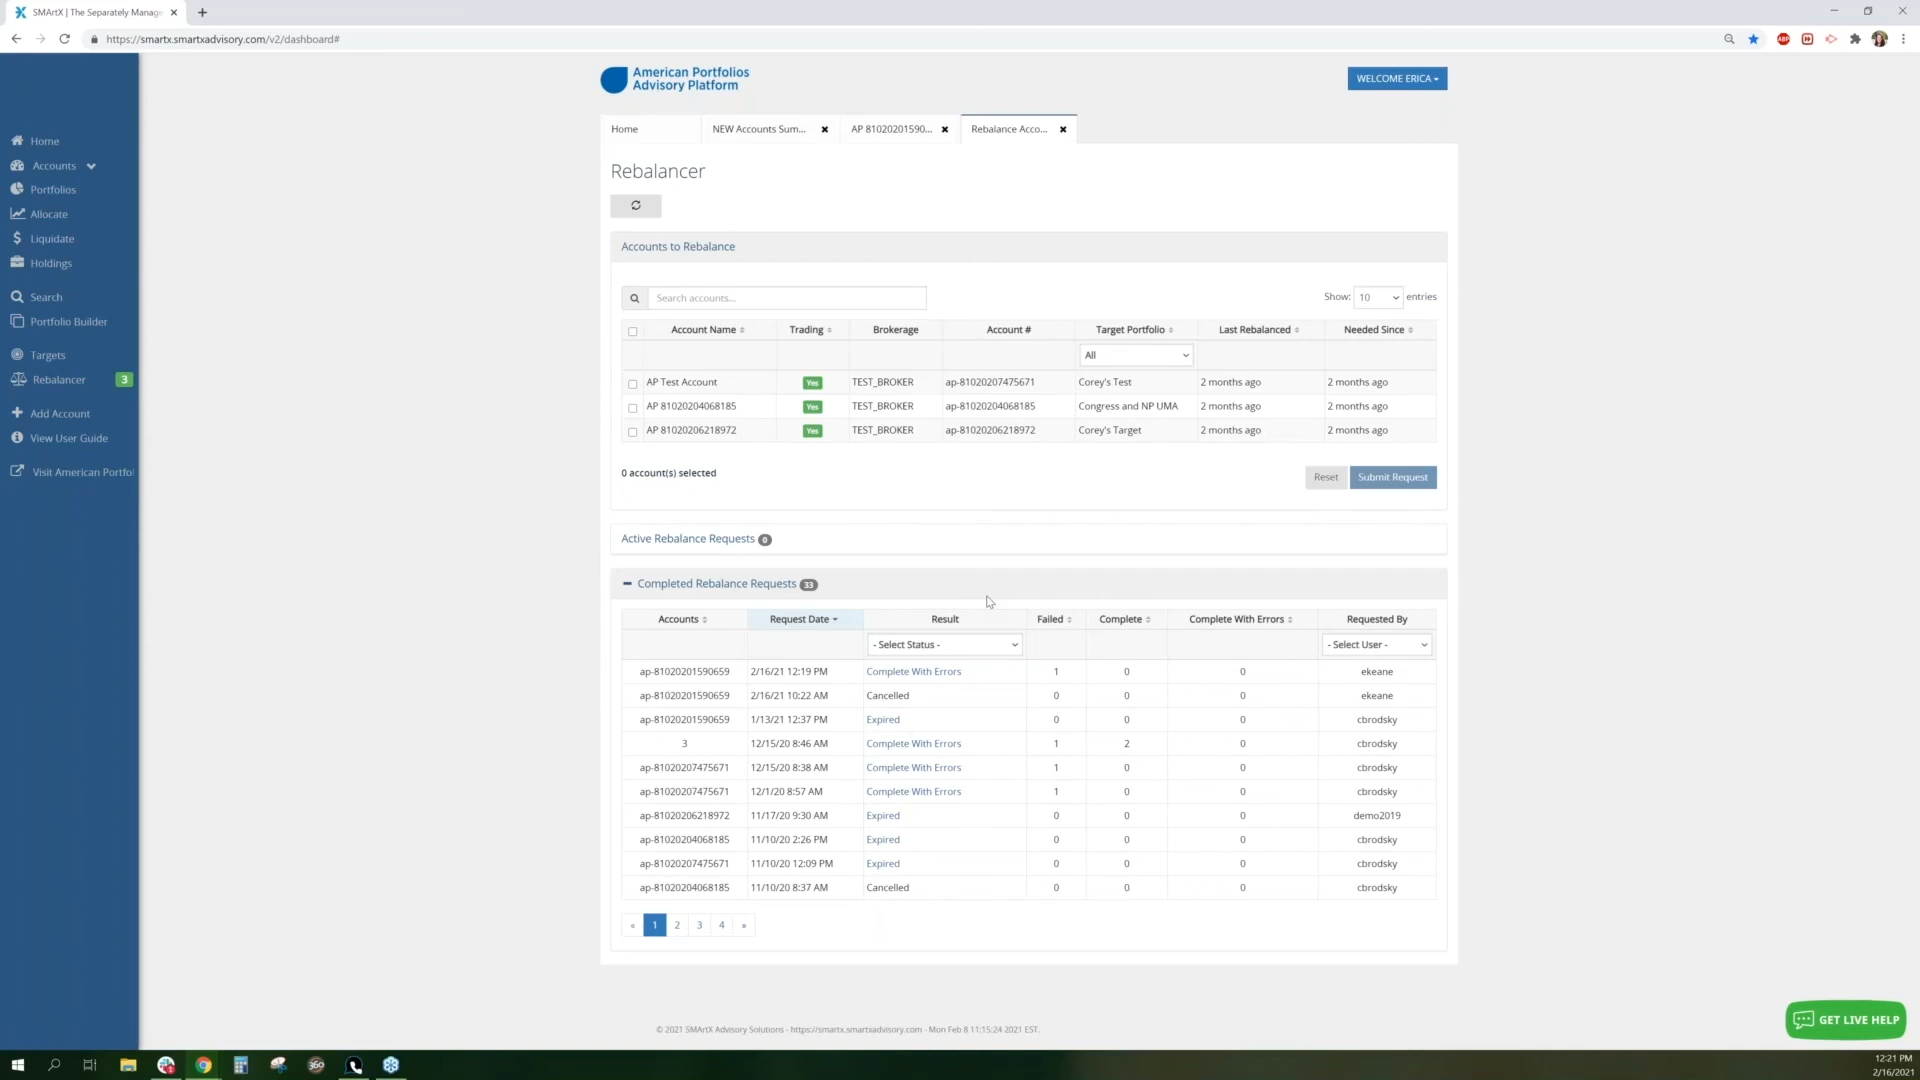 SMArtX | The Separately Manage
https://smartx.smartxadvisory.com/v2/dashboard#
ABP
American Portfolios
Advisory Platform
WELCOME ERICA
Home
NEW Accounts Sum...
AP 81020201590...
Rebalance Acco...
Home
Accounts
Portfolios
Allocate
Liquidate
Holdings
Search
Portfolio Builder
Targets
Rebalancer 3
Add Account
View User Guide
Visit American Portfol
Rebalancer
Accounts to Rebalance
Search accounts...
Show: 10 entries
Account Name Trading Brokerage Account # Target Portfolio Last Rebalanced Needed Since
All
AP Test Account Yes TEST_BROKER ap-81020207475671 Corey's Test 2 months ago 2 months ago
AP 81020204068185 Yes TEST_BROKER ap-81020204068185 Congress and NP UMA 2 months ago 2 months ago
AP 81020206218972 Yes TEST_BROKER ap-81020206218972 Corey's Target 2 months ago 2 months ago
0 account(s) selected
Reset Submit Request
Active Rebalance Requests 0
Completed Rebalance Requests 33
Accounts Request Date Result Failed Complete Complete With Errors Requested By
- Select Status - - Select User -
ap-81020201590659 2/16/21 12:19 PM Complete With Errors 1 0 0 ekeane
ap-81020201590659 2/16/21 10:22 AM Cancelled 0 0 0 ekeane
ap-81020201590659 1/13/21 12:37 PM Expired 0 0 0 cbrodsky
3 12/15/20 8:46 AM Complete With Errors 1 2 0 cbrodsky
ap-81020207475671 12/15/20 8:38 AM Complete With Errors 1 0 0 cbrodsky
ap-81020207475671 12/1/20 8:57 AM Complete With Errors 1 0 0 cbrodsky
ap-81020206218972 11/17/20 9:30 AM Expired 0 0 0 demo2019
ap-81020204068185 11/10/20 2:26 PM Expired 0 0 0 cbrodsky
ap-81020207475671 11/10/20 12:09 PM Expired 0 0 0 cbrodsky
ap-81020204068185 11/10/20 8:37 AM Cancelled 0 0 0 cbrodsky
« 1 2 3 4 »
© 2021 SMArtX Advisory Solutions - https://smartx.smartxadvisory.com - Mon Feb 8 11:15:24 2021 EST.
GET LIVE HELP
360
12:21 PM
2/16/2021